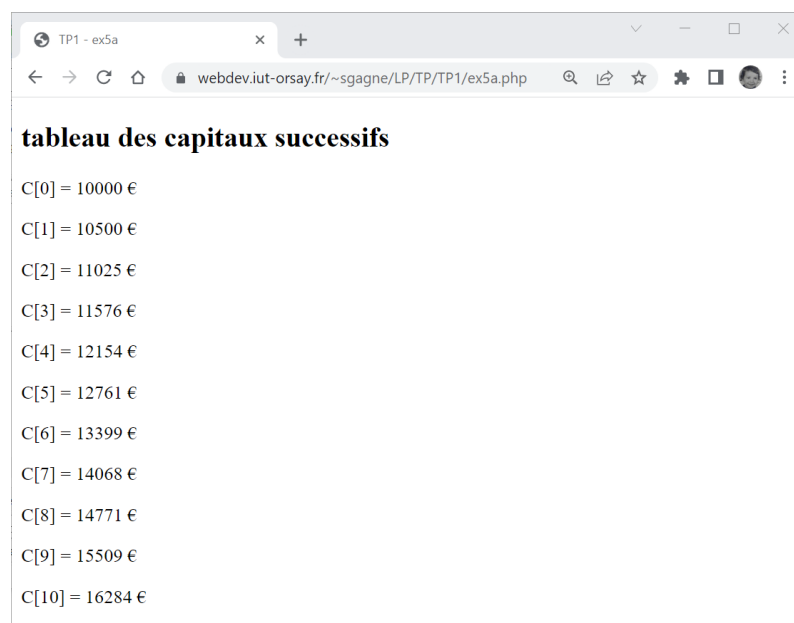 TP1 - ex5a
webdev.iut-orsay.fr/~sgagne/LP/TP/TP1/ex5a.php
tableau des capitaux successifs
C[0] = 10000 €
C[1] = 10500 €
C[2] = 11025 €
C[3] = 11576 €
C[4] = 12154 €
C[5] = 12761 €
C[6] = 13399 €
C[7] = 14068 €
C[8] = 14771 €
C[9] = 15509 €
C[10] = 16284 €